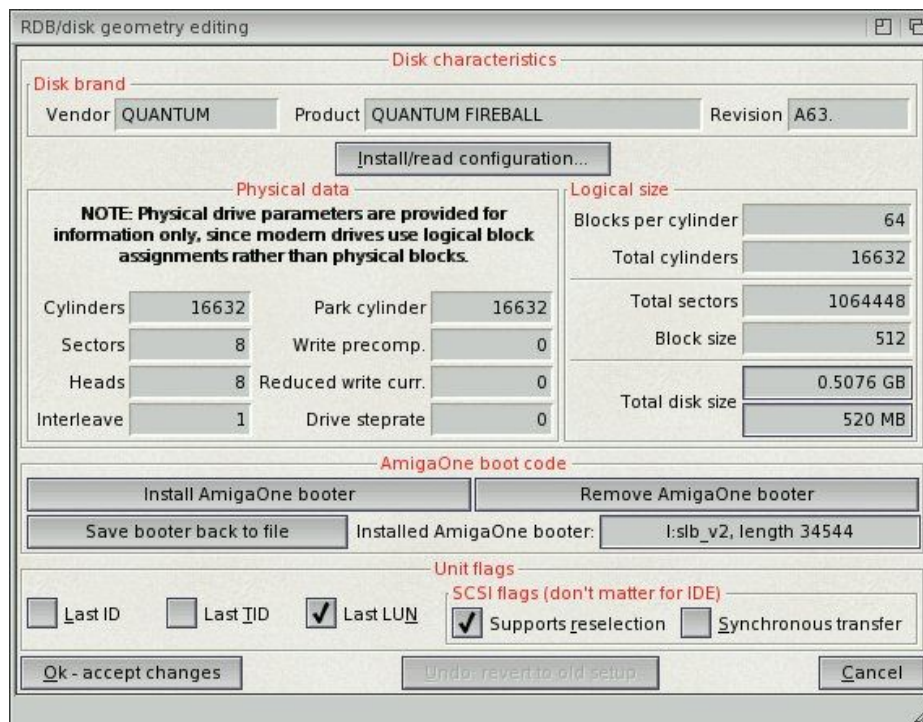 RDB/disk geometry editing
Disk characteristics
Disk brand
Vendor QUANTUM Product QUANTUM FIREBALL Revision A63.
Install/read configuration...
Physical data
NOTE: Physical drive parameters are provided for
information only, since modern drives use logical block
assignments rather than physical blocks.
Cylinders 16632 Park cylinder 16632
Sectors 8 Write precomp. 0
Heads 8 Reduced write curr. 0
Interleave 1 Drive steprate 0
Logical size
Blocks per cylinder 64
Total cylinders 16632
Total sectors 1064448
Block size 512
Total disk size 0.5076 GB
520 MB
AmigaOne boot code
Install AmigaOne booter Remove AmigaOne booter
Save booter back to file Installed AmigaOne booter: l:slb_v2, length 34544
Unit flags
SCSI flags (don't matter for IDE)
Last ID Last TID Last LUN Supports reselection Synchronous transfer
Ok - accept changes Undo: revert to old setup Cancel